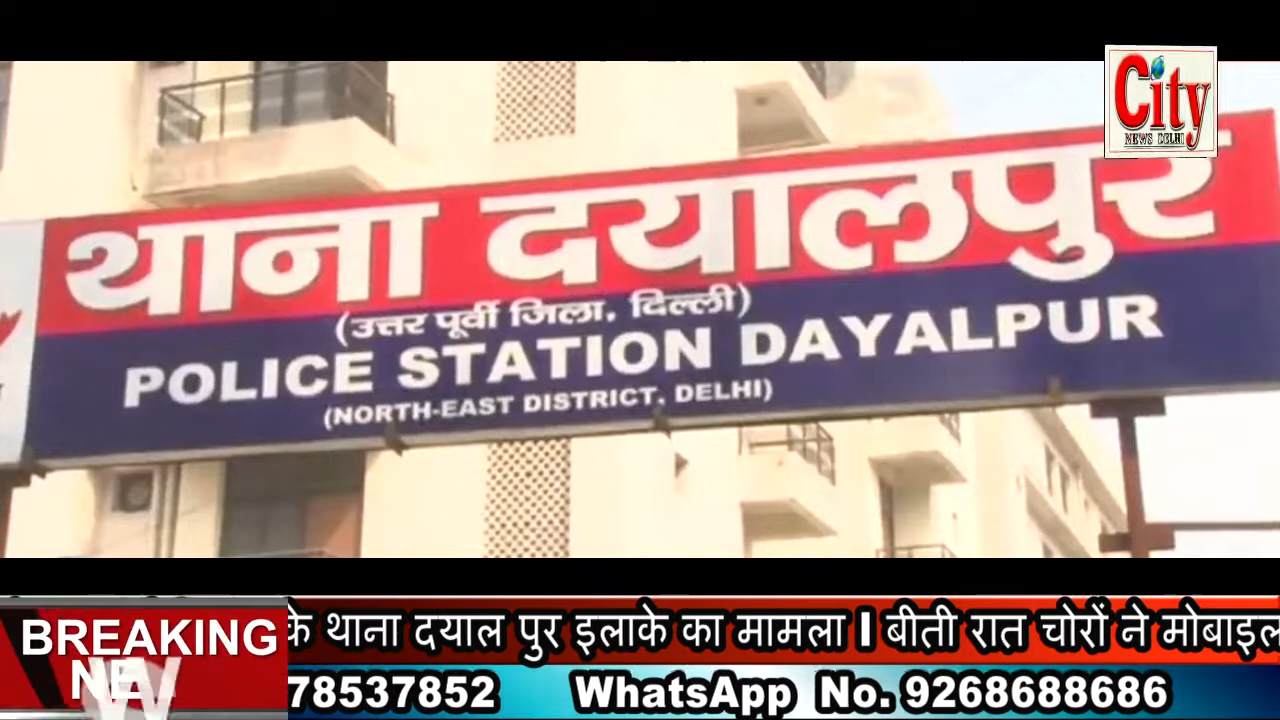 City
NEWS DELHI
थाना दयालपुर
(उत्तर पूर्वी जिला, दिल्ली)
POLICE STATION DAYALPUR
(NORTH-EAST DISTRICT, DELHI)
BREAKING
NEW
के थाना दयाल पुर इलाके का मामला l बीती रात चोरों ने मोबाइल
78537852 WhatsApp No. 9268688686